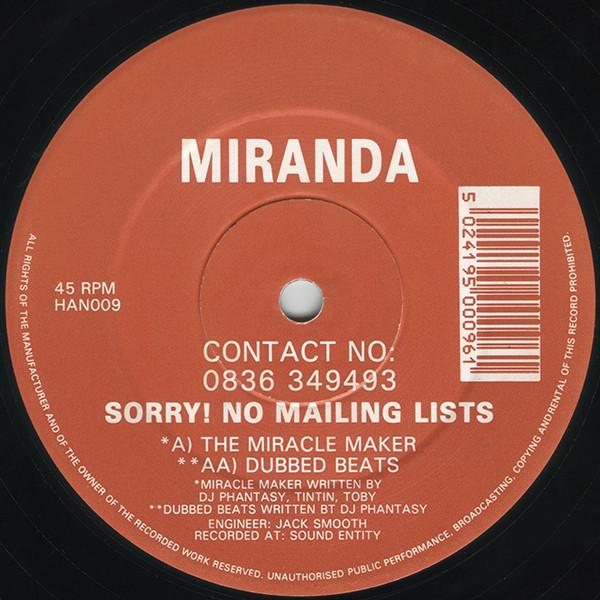 MIRANDA
5 024195 000961
45 RPM
HAN009
CONTACT NO:
0836 349493
SORRY! NO MAILING LISTS
*A) THE MIRACLE MAKER
**AA) DUBBED BEATS
*MIRACLE MAKER WRITTEN BY
DJ PHANTASY, TINTIN, TOBY
**DUBBED BEATS WRITTEN BT DJ PHANTASY
ENGINEER: JACK SMOOTH
RECORDED AT: SOUND ENTITY
ALL RIGHTS OF THE MANUFACTURER AND OF THE OWNER OF THE RECORDED WORK RESERVED. UNAUTHORISED PUBLIC PERFORMANCE, BROADCASTING, COPYING ANDRENTAL OF THIS RECORD PROHIBITED.